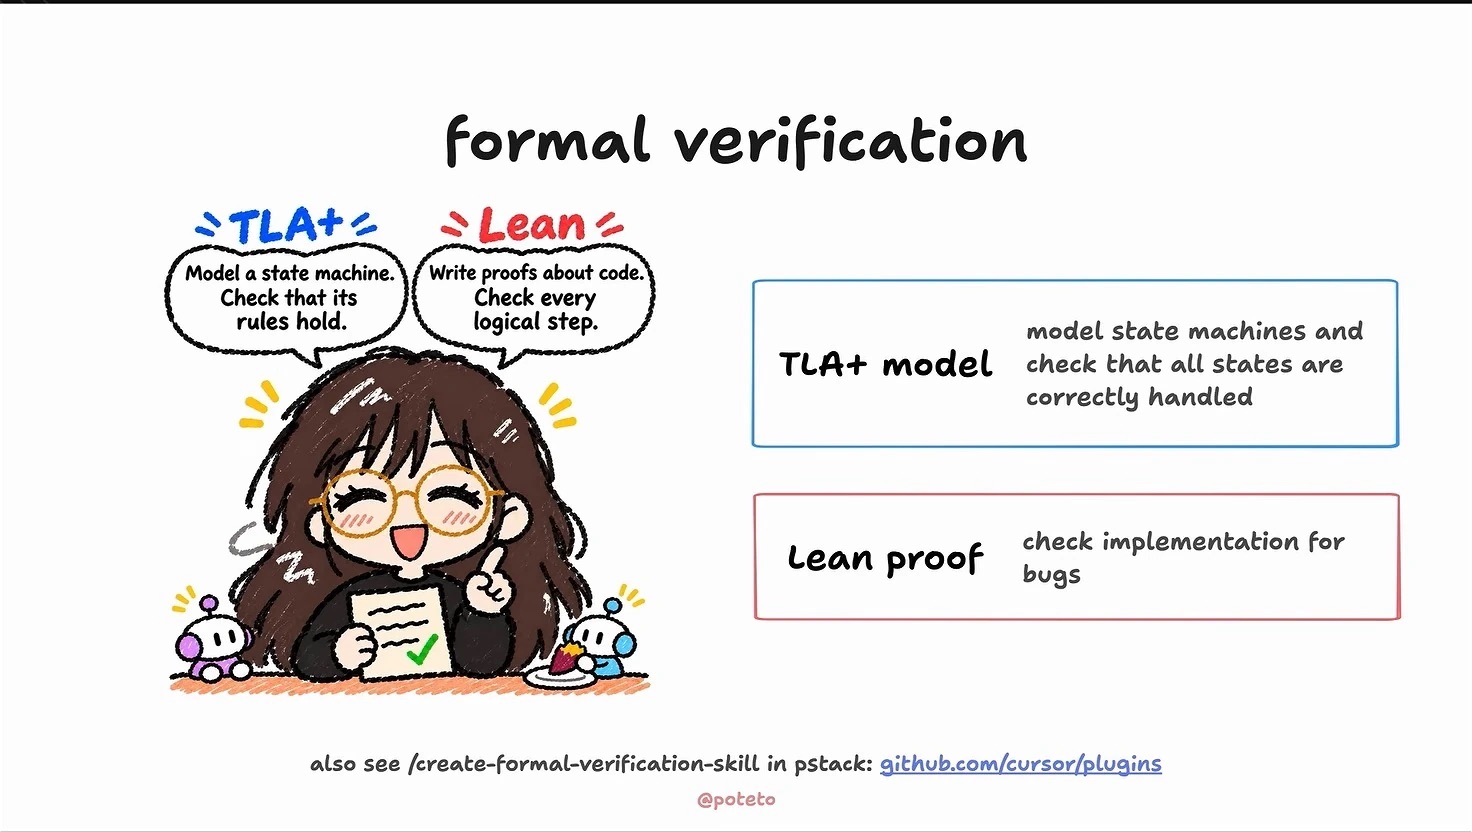 formal verification
TLA+
Model a state machine.
Check that its
rules hold.
Lean
Write proofs about code.
Check every
logical step.
TLA+ model
model state machines and
check that all states are
correctly handled
Lean proof
check implementation for
bugs
also see /create-formal-verification-skill in pstack: github.com/cursor/plugins
@poteto